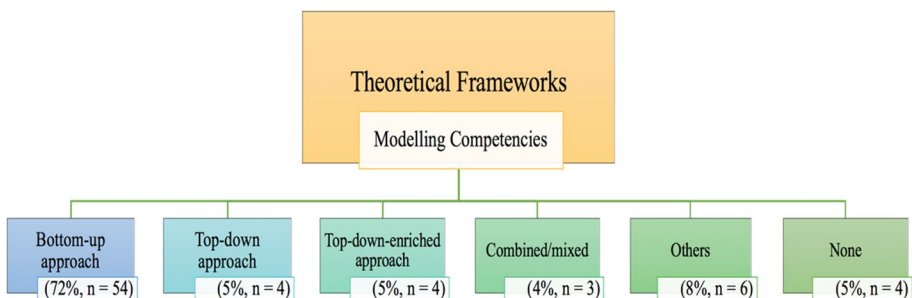 Theoretical Frameworks
Modelling Competencies
Bottom-up
approach
(72%, n = 54)
Top-down
approach
(5%, n = 4)
Top-down-enriched
approach
(5%, n = 4)
Combined/mixed
(4%, n = 3)
Others
(8%, n = 6)
None
(5%, n = 4)